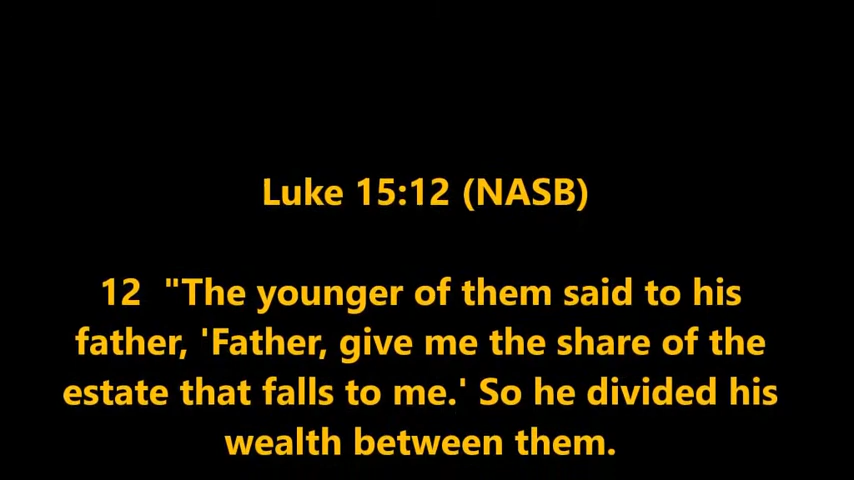 Luke 15:12 (NASB)
12  "The younger of them said to his
father, 'Father, give me the share of the
estate that falls to me.' So he divided his
wealth between them.